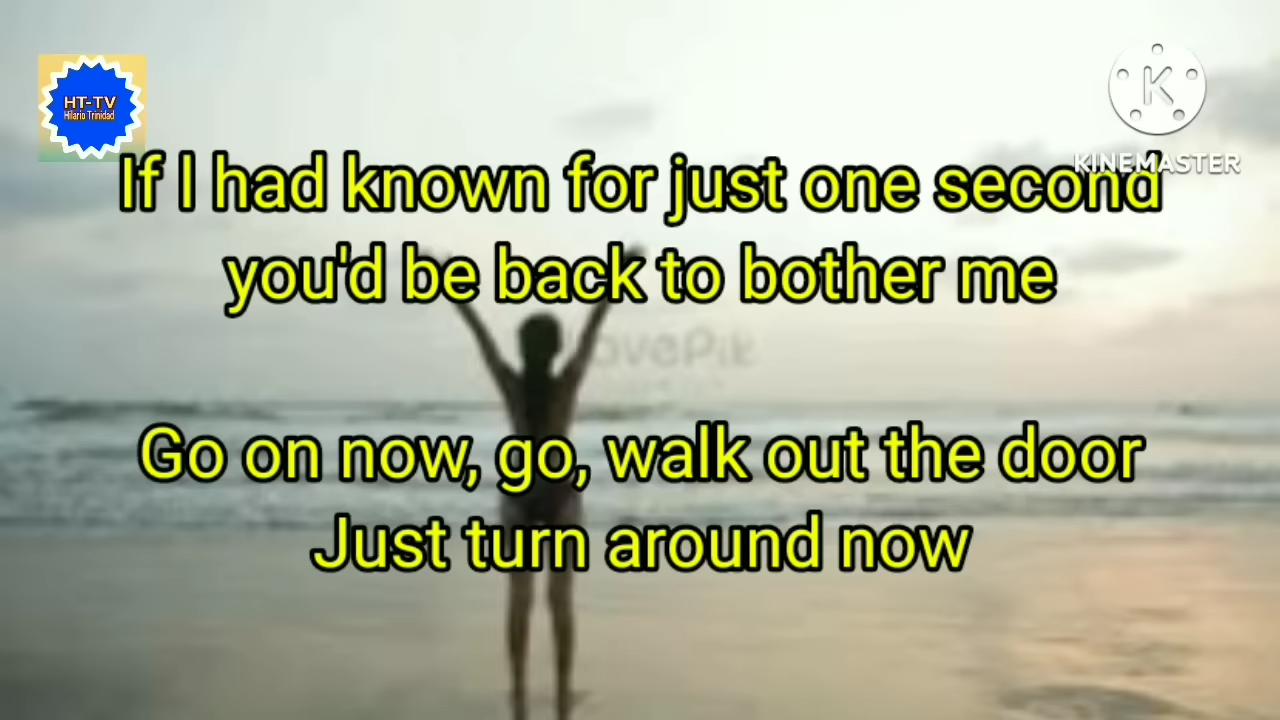 HT-TV
Hilario Trinidad
KINEMASTER
If I had known for just one second
you'd be back to bother me
Go on now, go, walk out the door
Just turn around now